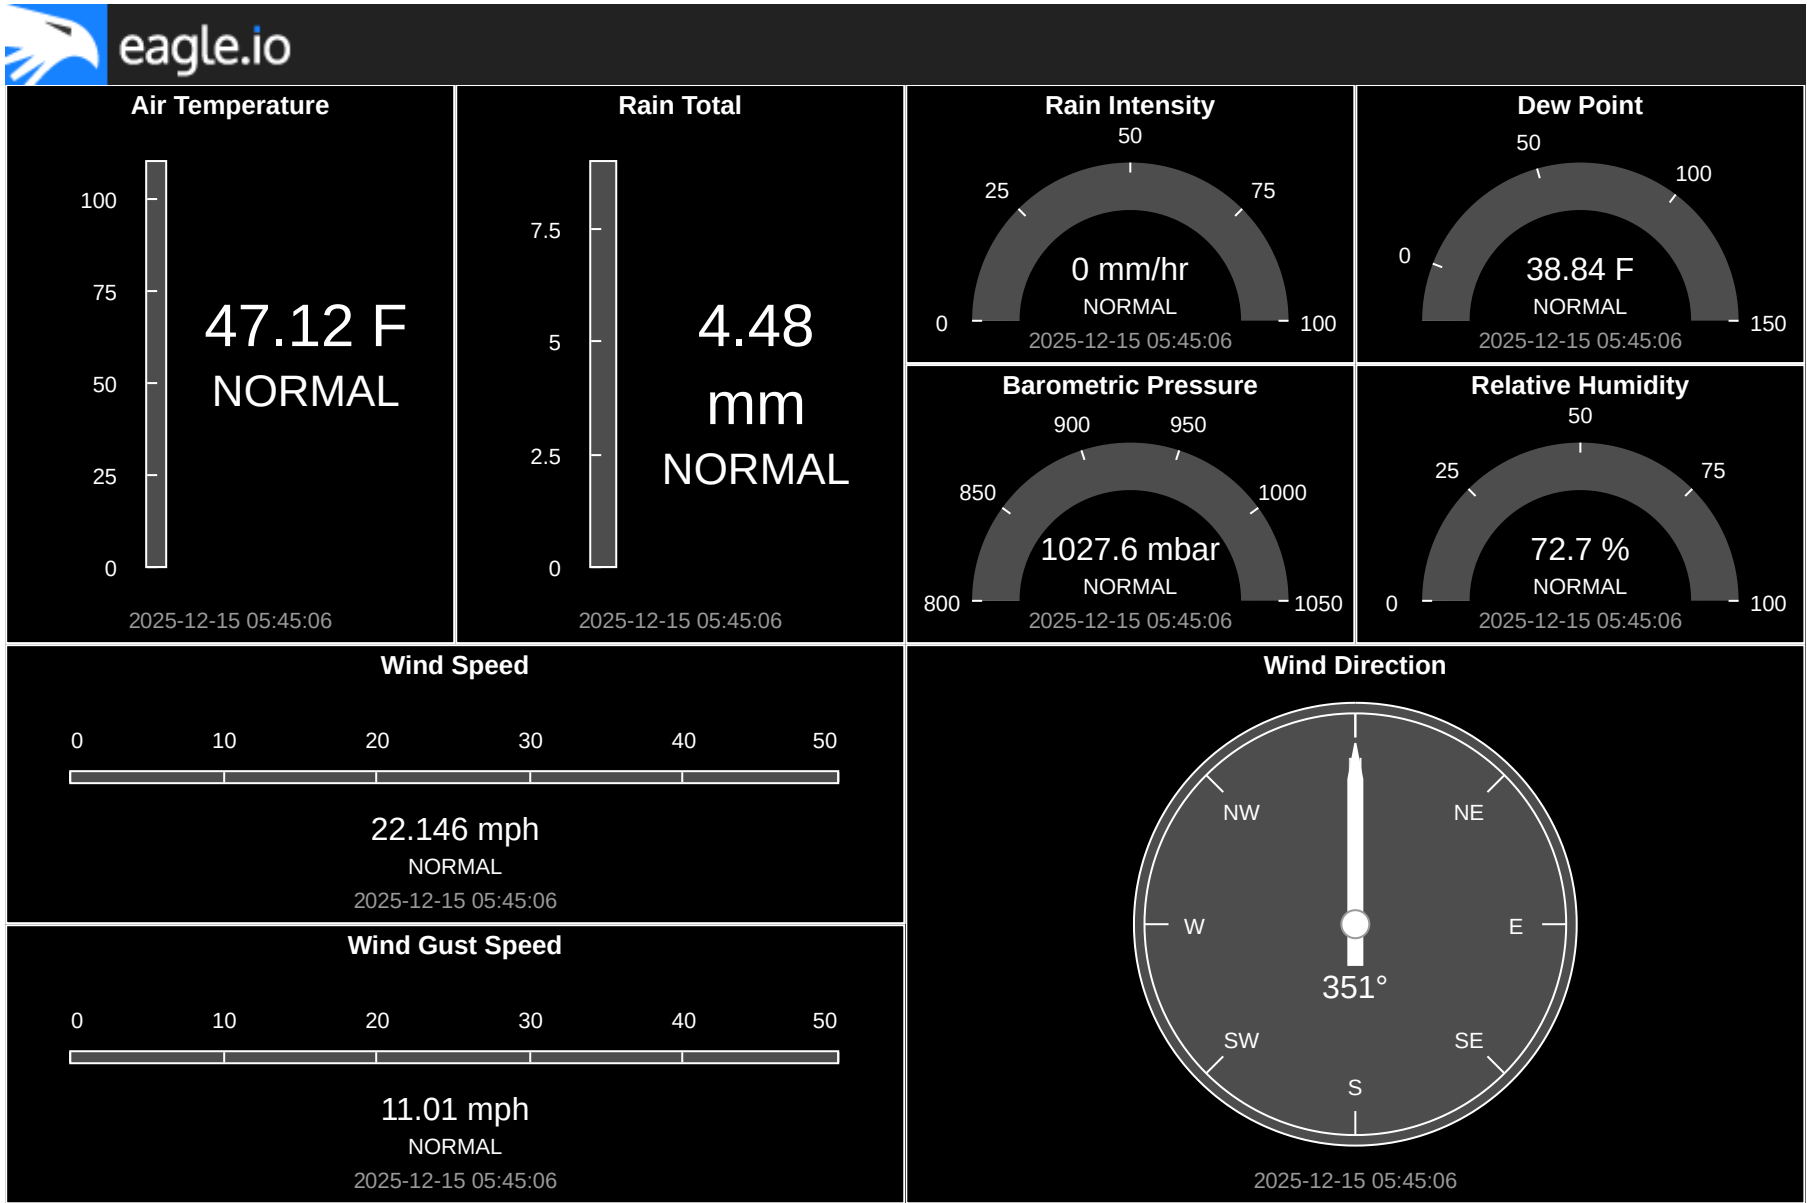 eagle.io
Air Temperature
100
75
50
25
0
47.12 F
NORMAL
2025-12-15 05:45:06
Rain Total
7.5
5
2.5
0
4.48
mm
NORMAL
2025-12-15 05:45:06
Rain Intensity
0
25
50
75
100
0 mm/hr
NORMAL
2025-12-15 05:45:06
Dew Point
0
50
100
150
38.84 F
NORMAL
2025-12-15 05:45:06
Barometric Pressure
800
850
900
950
1000
1050
1027.6 mbar
NORMAL
2025-12-15 05:45:06
Relative Humidity
0
25
50
75
100
72.7 %
NORMAL
2025-12-15 05:45:06
Wind Speed
0 10 20 30 40 50
22.146 mph
NORMAL
2025-12-15 05:45:06
Wind Gust Speed
0 10 20 30 40 50
11.01 mph
NORMAL
2025-12-15 05:45:06
Wind Direction
NW NE
W E
351°
SW SE
S
2025-12-15 05:45:06